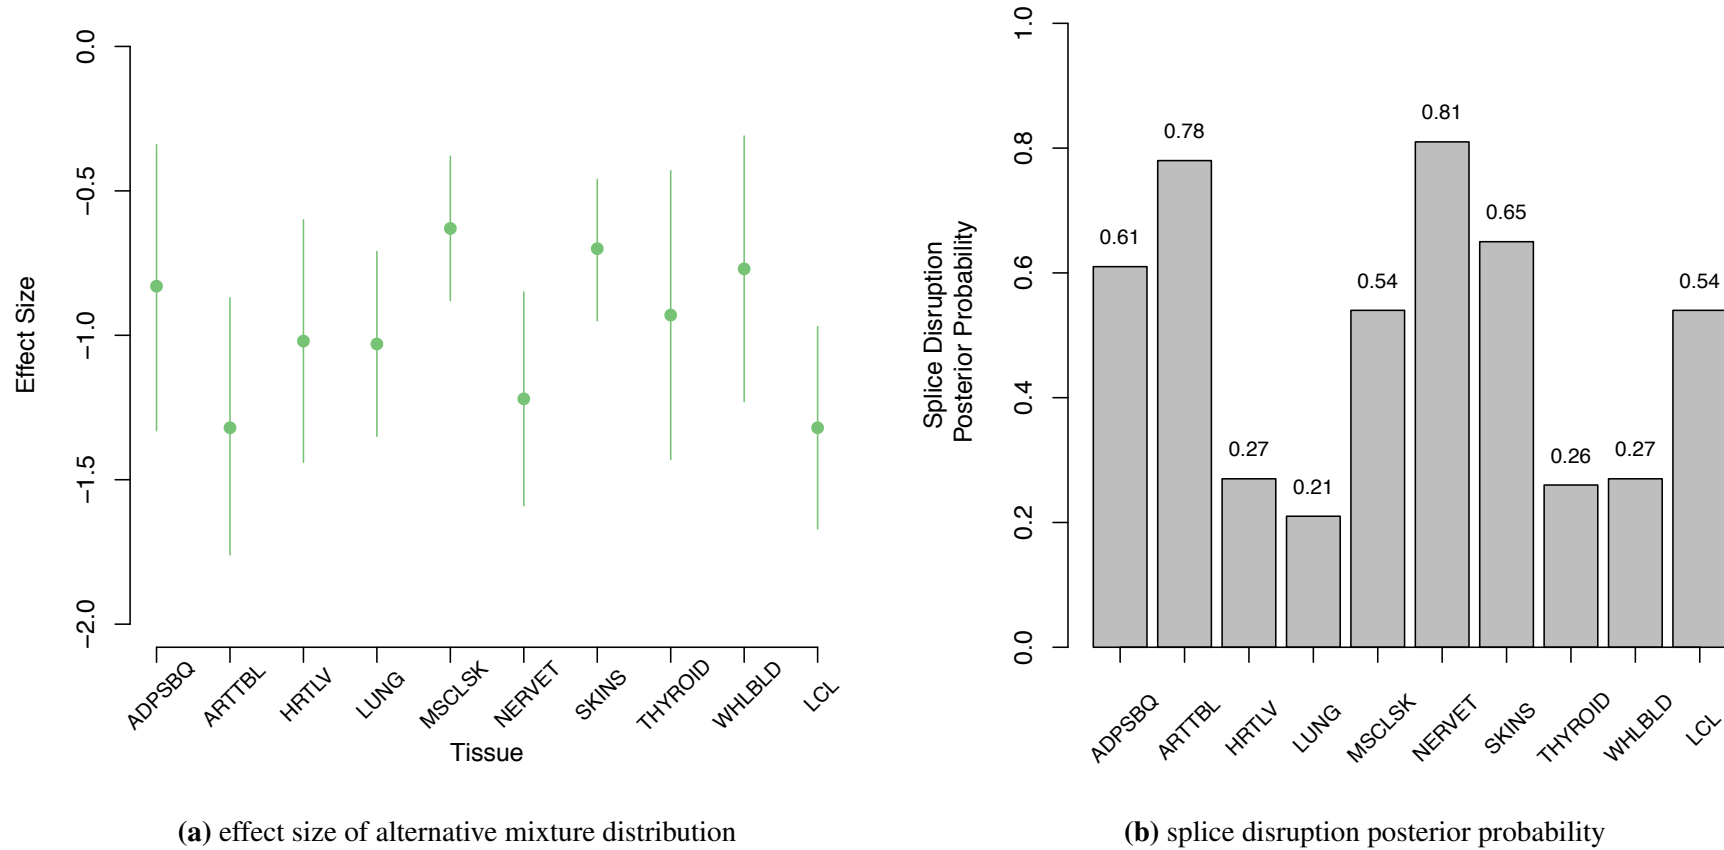 0.0
−0.5
−1.0
−1.5
−2.0
Effect Size
ADPSBQ
ARTTBL
HRTLV
LUNG
MSCLSK
NERVET
SKINS
THYROID
WHLBLD
LCL
Tissue
(a) effect size of alternative mixture distribution
1.0
0.8
0.6
0.4
0.2
0.0
Splice Disruption
Posterior Probability
0.61
0.78
0.27
0.21
0.54
0.81
0.65
0.26
0.27
0.54
ADPSBQ
ARTTBL
HRTLV
LUNG
MSCLSK
NERVET
SKINS
THYROID
WHLBLD
LCL
(b) splice disruption posterior probability